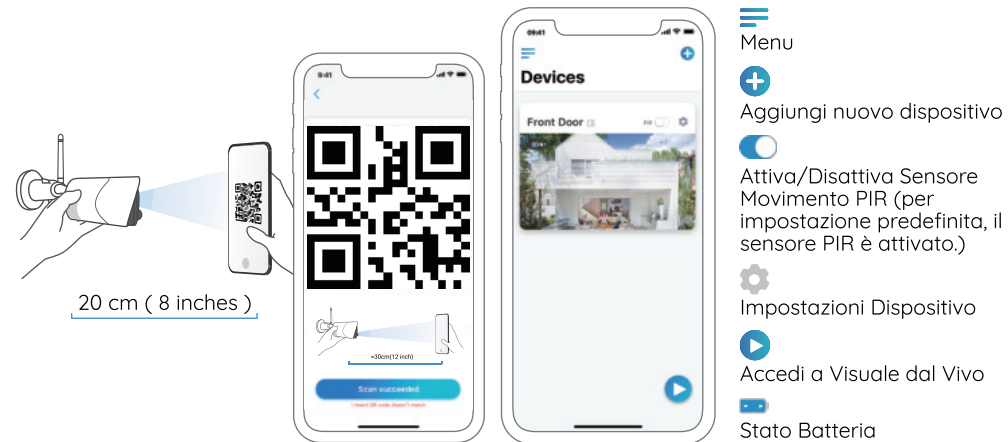 20 cm ( 8 inches )
9:41
≈30cm(12 inch)
Scan succeeded
I heard QR code doesn't match
09:41
Devices
Front Door
PIR
Menu
Aggiungi nuovo dispositivo
Attiva/Disattiva Sensore
Movimento PIR (per
impostazione predefinita, il
sensore PIR è attivato.)
Impostazioni Dispositivo
Accedi a Visuale dal Vivo
Stato Batteria